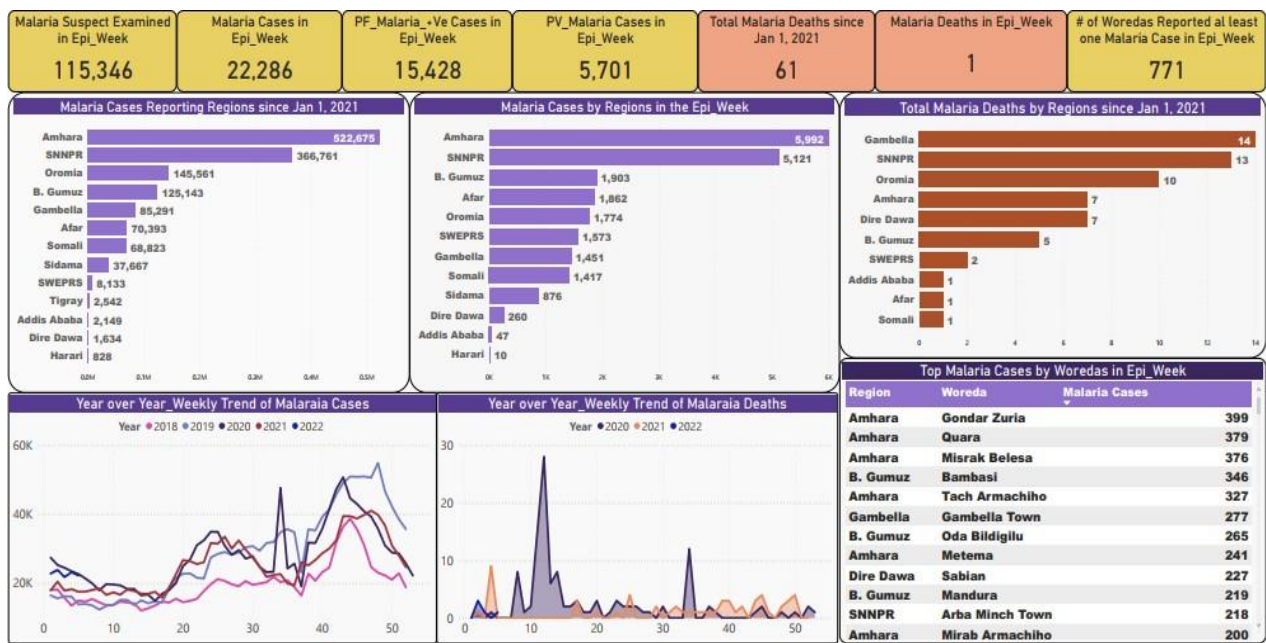 Malaria Suspect Examined
in Epi_Week
115,346
Malaria Cases in
Epi_Week
22,286
PF_Malaria_+Ve Cases in
Epi_Week
15,428
PV_Malaria Cases in
Epi_Week
5,701
Total Malaria Deaths since
Jan 1, 2021
61
Malaria Deaths in Epi_Week
1
# of Woredas Reported al least
one Malaria Case in Epi_Week
771
Malaria Cases Reporting Regions since Jan 1, 2021
Amhara 522,675
SNNPR 366,761
Oromia 145,561
B. Gumuz 125,143
Gambella 85,291
Afar 70,393
Somali 68,823
Sidama 37,667
SWEPRS 8,133
Tigray 2,542
Addis Ababa 2,149
Dire Dawa 1,634
Harari 828
0.0M 0.1M 0.2M 0.3M 0.4M 0.5M
Malaria Cases by Regions in the Epi_Week
Amhara 5,992
SNNPR 5,121
B. Gumuz 1,903
Afar 1,862
Oromia 1,774
SWEPRS 1,573
Gambella 1,451
Somali 1,417
Sidama 876
Dire Dawa 260
Addis Ababa 47
Harari 10
0K 1K 2K 3K 4K 5K 6K
Total Malaria Deaths by Regions since Jan 1, 2021
Gambella 14
SNNPR 13
Oromia 10
Amhara 7
Dire Dawa 7
B. Gumuz 5
SWEPRS 2
Addis Ababa 1
Afar 1
Somali 1
0 2 4 6 8 10 12 14
Year over Year_Weekly Trend of Malaraia Cases
Year 2018 2019 2020 2021 2022
60K
40K
20K
0 10 20 30 40 50
Year over Year_Weekly Trend of Malaraia Deaths
Year 2020 2021 2022
30
20
10
0
0 10 20 30 40 50
Top Malaria Cases by Woredas in Epi_Week
Region Woreda Malaria Cases
Amhara Gondar Zuria 399
Amhara Quara 379
Amhara Misrak Belesa 376
B. Gumuz Bambasi 346
Amhara Tach Armachiho 327
Gambella Gambella Town 277
B. Gumuz Oda Bildigilu 265
Amhara Metema 241
Dire Dawa Sabian 227
B. Gumuz Mandura 219
SNNPR Arba Minch Town 218
Amhara Mirab Armachiho 200